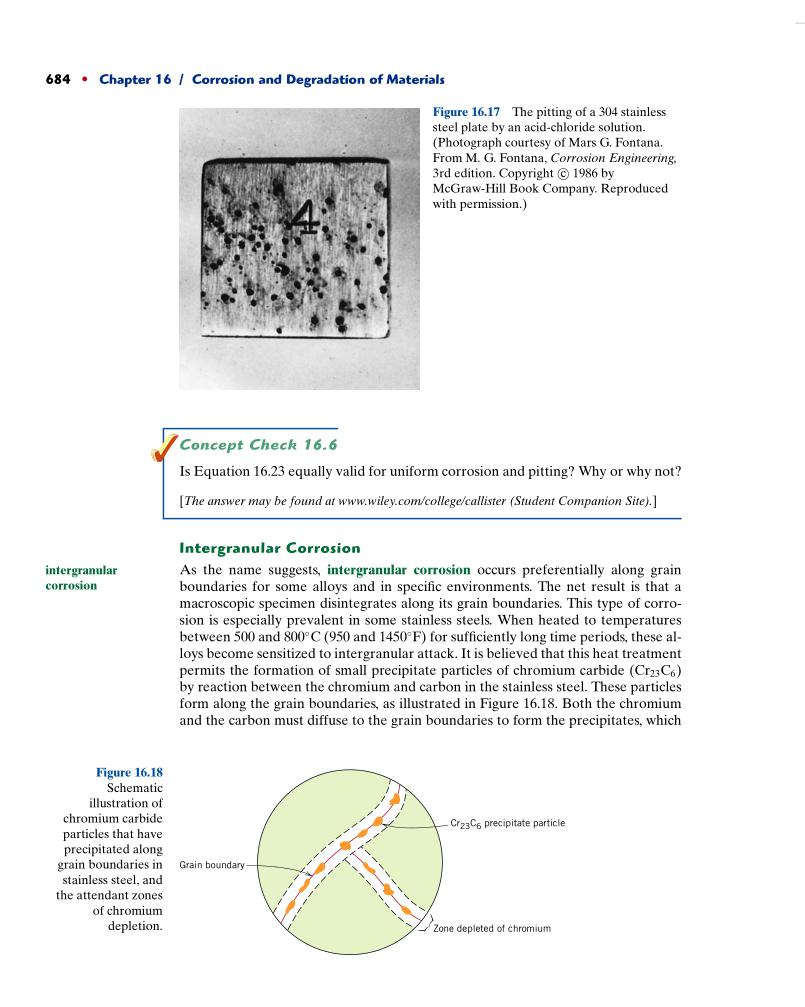 684 • Chapter 16 / Corrosion and Degradation of Materials
4
Figure 16.17 The pitting of a 304 stainless
steel plate by an acid-chloride solution.
(Photograph courtesy of Mars G. Fontana.
From M. G. Fontana, Corrosion Engineering,
3rd edition. Copyright © 1986 by
McGraw-Hill Book Company. Reproduced
with permission.)
Concept Check 16.6
Is Equation 16.23 equally valid for uniform corrosion and pitting? Why or why not?
[The answer may be found at www.wiley.com/college/callister (Student Companion Site).]
Intergranular Corrosion
intergranular
corrosion
As the name suggests, intergranular corrosion occurs preferentially along grain
boundaries for some alloys and in specific environments. The net result is that a
macroscopic specimen disintegrates along its grain boundaries. This type of corro-
sion is especially prevalent in some stainless steels. When heated to temperatures
between 500 and 800°C (950 and 1450°F) for sufficiently long time periods, these al-
loys become sensitized to intergranular attack. It is believed that this heat treatment
permits the formation of small precipitate particles of chromium carbide (Cr₂₃C₆)
by reaction between the chromium and carbon in the stainless steel. These particles
form along the grain boundaries, as illustrated in Figure 16.18. Both the chromium
and the carbon must diffuse to the grain boundaries to form the precipitates, which
Figure 16.18
Schematic
illustration of
chromium carbide
particles that have
precipitated along
grain boundaries in
stainless steel, and
the attendant zones
of chromium
depletion.
Cr₂₃C₆ precipitate particle
Grain boundary
Zone depleted of chromium